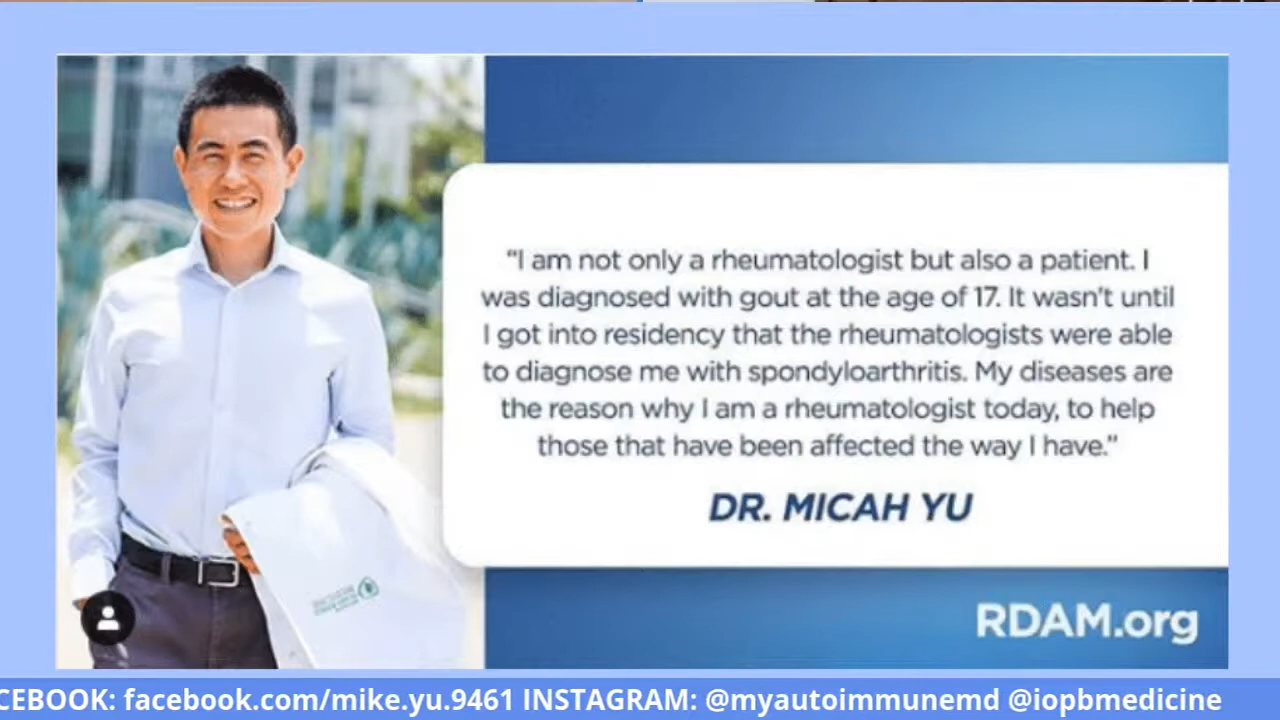 “I am not only a rheumatologist but also a patient. I
was diagnosed with gout at the age of 17. It wasn't until
I got into residency that the rheumatologists were able
to diagnose me with spondyloarthritis. My diseases are
the reason why I am a rheumatologist today, to help
those that have been affected the way I have.”
DR. MICAH YU
RDAM.org
CEBOOK: facebook.com/mike.yu.9461 INSTAGRAM: @myautoimmunemd @iopbmedicine